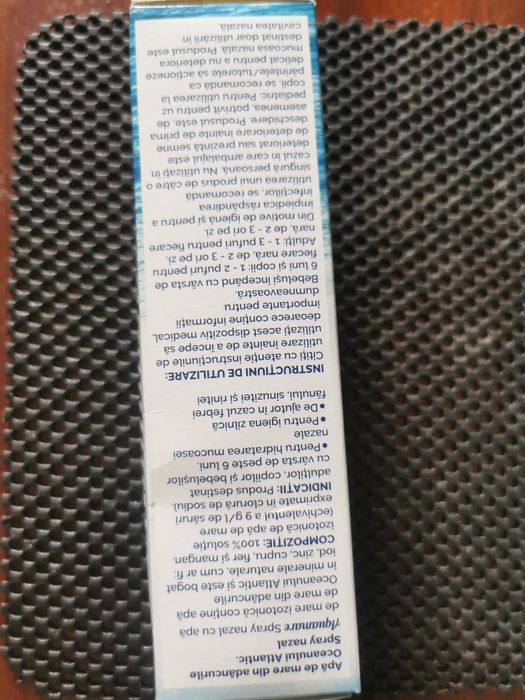 Apă de mare din adâncurile
Oceanului Atlantic.
Spray nazal
Aquamare Spray nazal cu apă
de mare izotonică conține apă
de mare din adâncurile
Oceanului Atlantic și este bogat
în minerale naturale, cum ar fi:
iod, zinc, cupru, fier și mangan.
COMPOZIȚIE: 100% soluție
izotonică de apă de mare
(echivalentul a 9 g/l de săruri
exprimate în clorură de sodiu).
INDICAȚII: Produs destinat
adulților, copiilor și bebelușilor
cu vârsta de peste 6 luni.
• Pentru hidratarea mucoasei
nazale
• Pentru igiena zilnică
• De ajutor în cazul febrei
fânului, sinuzitei și rinitei
INSTRUCȚIUNI DE UTILIZARE:
Citiți cu atenție instrucțiunile de
utilizare înainte de a începe să
utilizați acest dispozitiv medical,
deoarece conține informații
importante pentru
dumneavoastră.
Bebeluși începând cu vârsta de
6 luni și copii: 1 - 2 pufuri pentru
fiecare nară, de 2 - 3 ori pe zi.
Adulți: 1 - 3 pufuri pentru fiecare
nară, de 2 - 3 ori pe zi.
Din motive de igienă și pentru a
împiedica răspândirea
infecțiilor, se recomandă
utilizarea unui produs de către o
singură persoană. Nu utilizați în
cazul în care ambalajul este
deteriorat sau prezintă semne
de deteriorare înainte de prima
deschidere. Produsul este, de
asemenea, potrivit pentru uz
pediatric. Pentru utilizarea la
copii, se recomandă ca
părintele/tutorele să acționeze
delicat pentru a nu deteriora
mucoasa nazală. Produsul este
destinat doar utilizării în
cavitatea nazală.